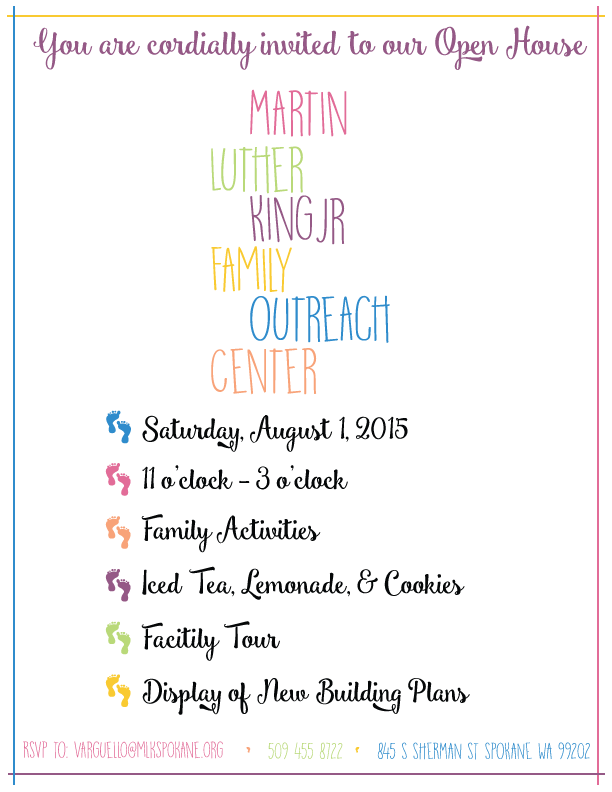 You are cordially invited to our Open House
MARTIN
LUTHER
KING JR
FAMILY
OUTREACH
CENTER
Saturday, August 1, 2015
11 o'clock - 3 o'clock
Family Activities
Iced Tea, Lemonade, & Cookies
Facitily Tour
Display of New Building Plans
RSVP TO: VARGUELLO@MLKSPOKANE.ORG • 509 455 8722 • 845 S SHERMAN ST SPOKANE WA 99202